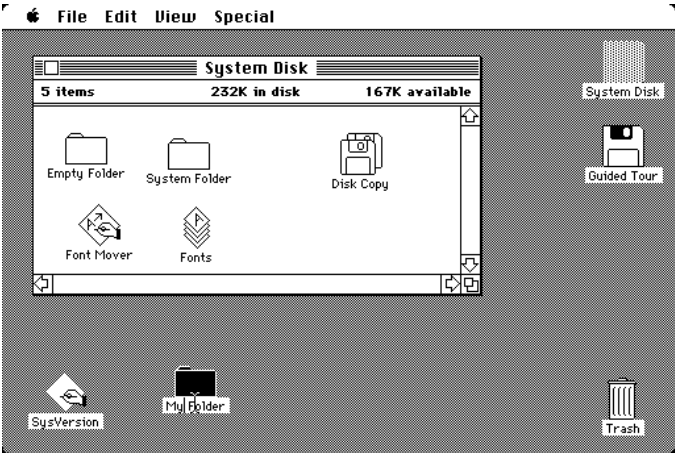 File Edit View Special
System Disk
5 items 232K in disk 167K available
System Disk
Guided Tour
Empty Folder System Folder Disk Copy
Font Mover Fonts
SysVersion My Folder Trash